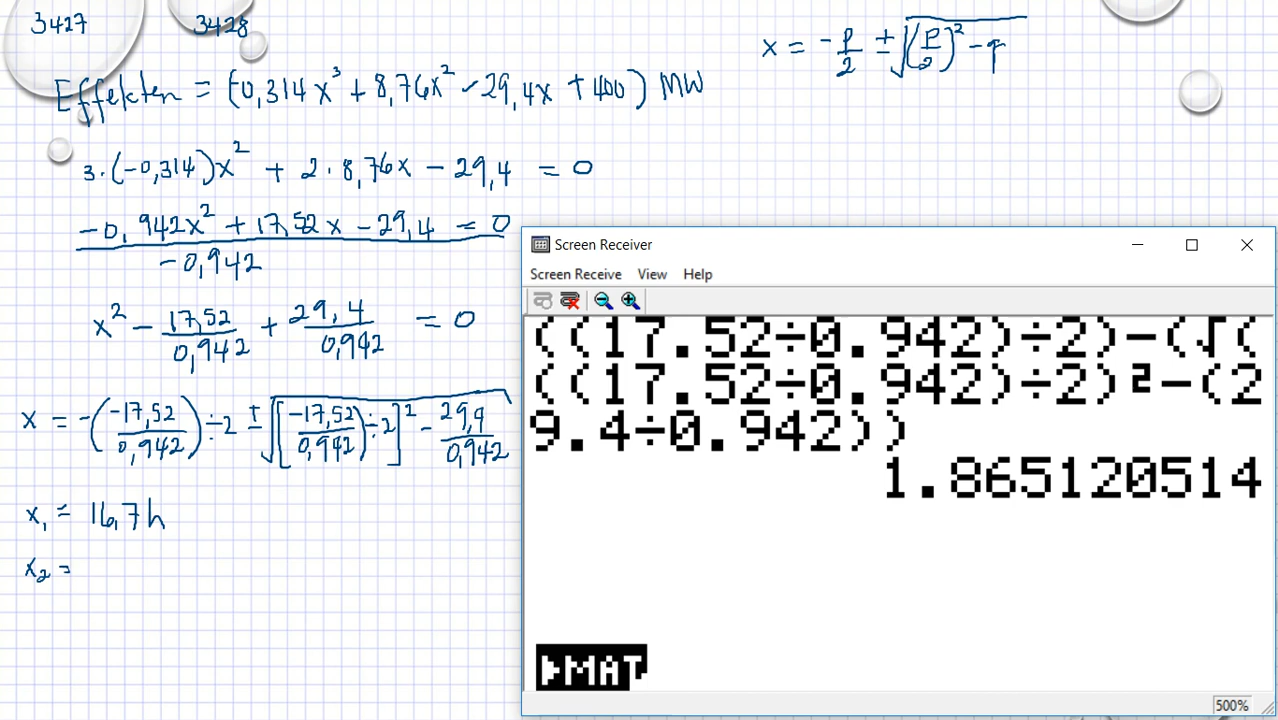 3427 3428
x = -p/2 ± √((p/2)² - q)
Effekten = (-0,314x³ + 8,76x² - 29,4x + 400) MW
3·(-0,314)x² + 2·8,76x - 29,4 = 0
-0,942x² + 17,52x - 29,4 = 0
-0,942
x² - 17,52/0,942 + 29,4/0,942 = 0
x = -(-17,52/0,942)÷2 ± √([(-17,52/0,942)÷2]² - 29,4/0,942)
x₁ = 16,7h
x₂ =
Screen Receiver
Screen Receive View Help
((17.52÷0.942)÷2)-(√(
((17.52÷0.942)÷2)²-(2
9.4÷0.942))
1.865120514
▶MAT
500%